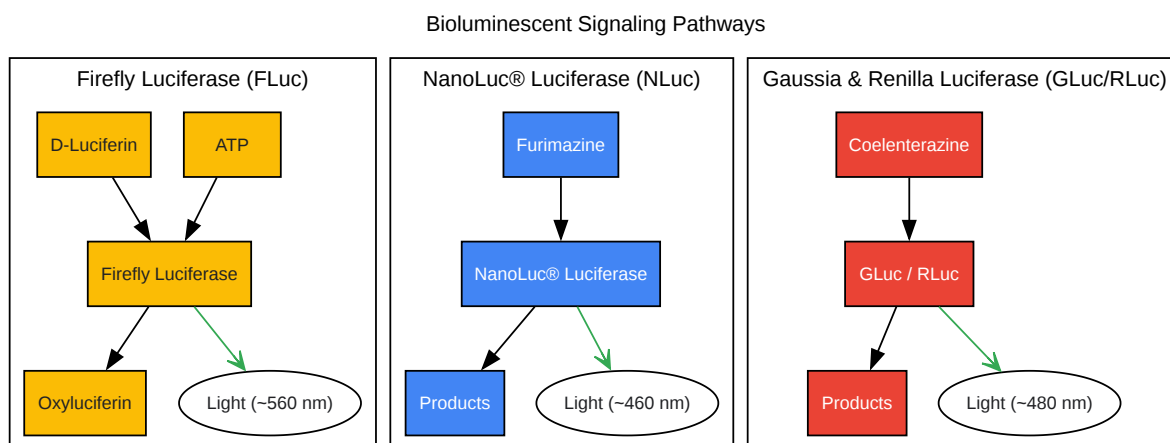 Bioluminescent Signaling Pathways
Firefly Luciferase (FLuc)
D-Luciferin
ATP
Firefly Luciferase
Oxyluciferin
Light (~560 nm)
NanoLuc® Luciferase (NLuc)
Furimazine
NanoLuc® Luciferase
Products
Light (~460 nm)
Gaussia & Renilla Luciferase (GLuc/RLuc)
Coelenterazine
GLuc / RLuc
Products
Light (~480 nm)